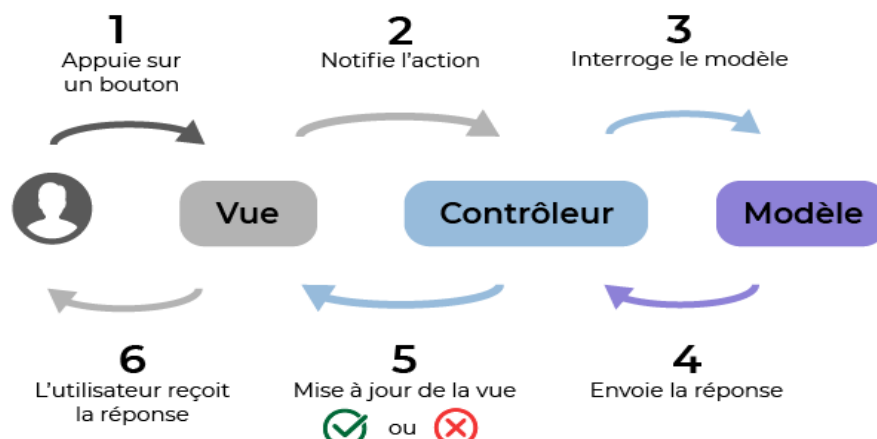 1
Appuie sur
un bouton
2
Notifie l'action
3
Interroge le modèle
Vue
Contrôleur
Modèle
6
L'utilisateur reçoit
la réponse
5
Mise à jour de la vue
ou
4
Envoie la réponse